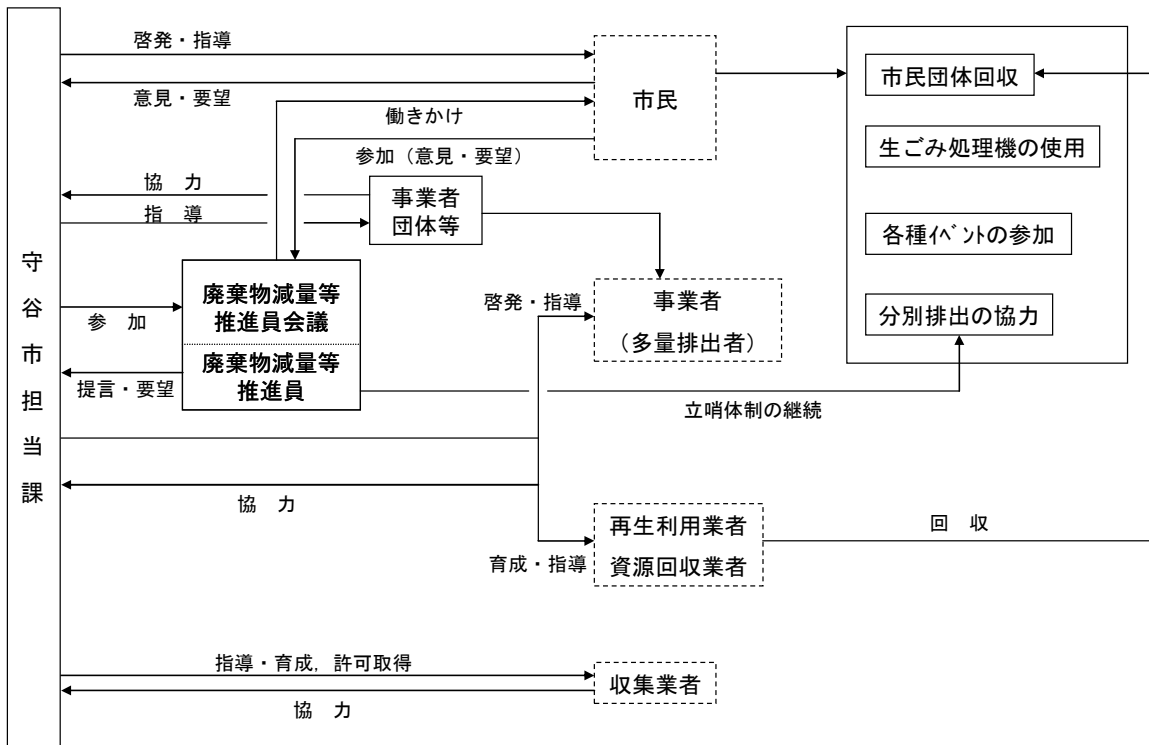 守谷市担当課
啓発・指導
意見・要望
働きかけ
参加（意見・要望）
協　力
指　導
市民
事業者
団体等
廃棄物減量等
推進員会議
廃棄物減量等
推進員
参　加
提言・要望
啓発・指導
事業者
（多量排出者）
市民団体回収
生ごみ処理機の使用
各種ｲﾍﾞﾝﾄの参加
分別排出の協力
立哨体制の継続
協　力
育成・指導
再生利用業者
資源回収業者
回　収
指導・育成，許可取得
協　力
収集業者